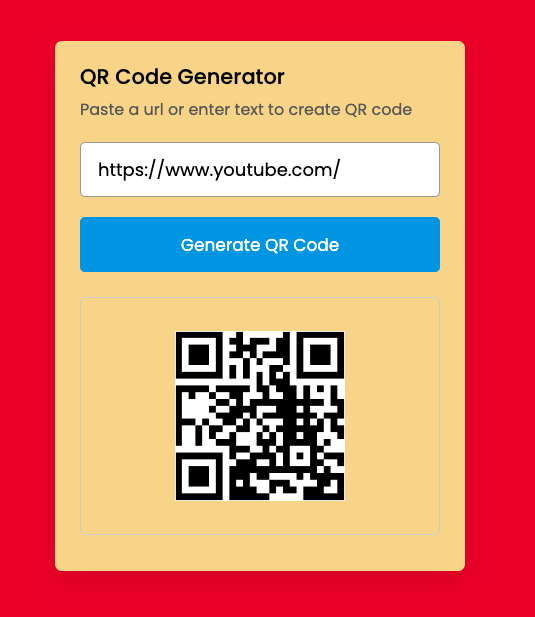 QR Code Generator
Paste a url or enter text to create QR code
https://www.youtube.com/
Generate QR Code